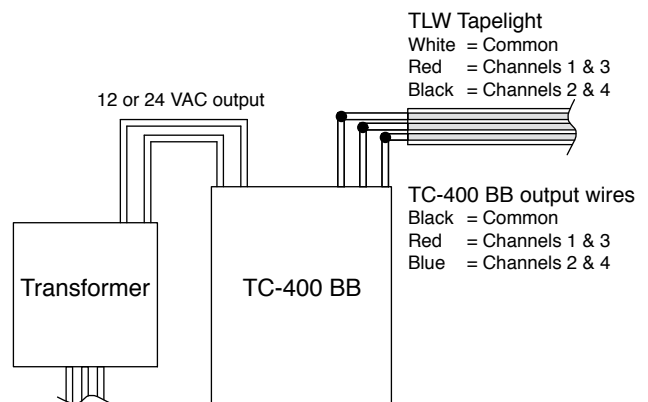 TLW Tapelight
White = Common
Red = Channels 1 & 3
Black = Channels 2 & 4
12 or 24 VAC output
TC-400 BB output wires
Black = Common
Red = Channels 1 & 3
Blue = Channels 2 & 4
Transformer
TC-400 BB